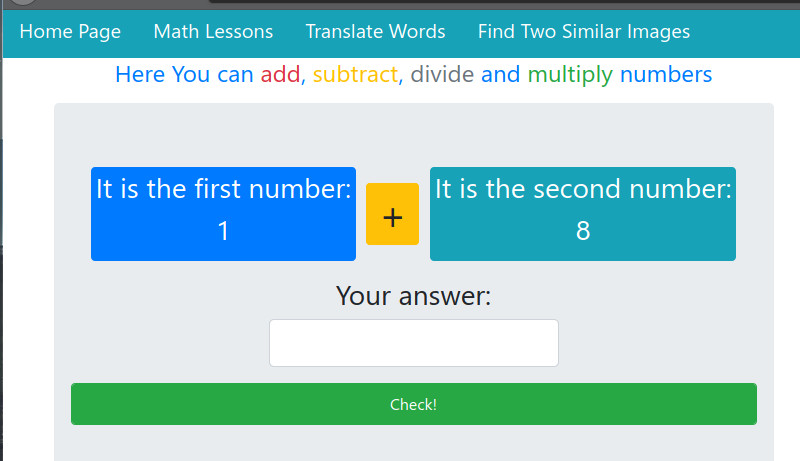 Home Page Math Lessons Translate Words Find Two Similar Images
Here You can add, subtract, divide and multiply numbers
It is the first number:
1
+
It is the second number:
8
Your answer:
Check!